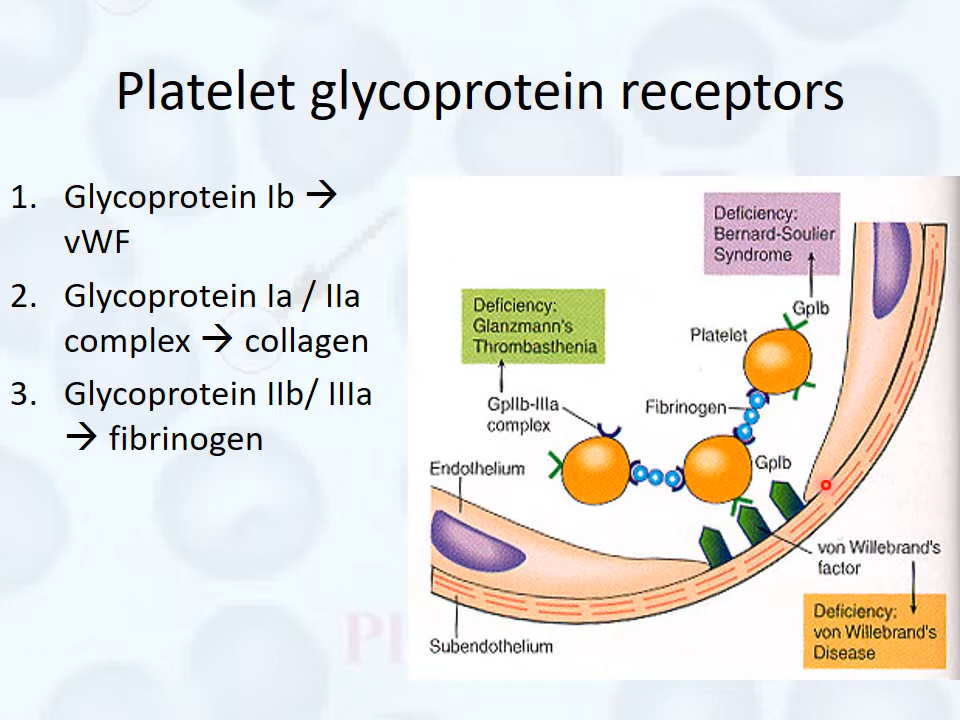 Platelet glycoprotein receptors
1. Glycoprotein Ib →
vWF
2. Glycoprotein Ia / IIa
complex → collagen
3. Glycoprotein IIb/ IIIa
→ fibrinogen
Deficiency:
Bernard-Soulier
Syndrome
GpIb
Deficiency:
Glanzmann's
Thrombasthenia
Platelet
GpIIb-IIIa
complex
Fibrinogen
GpIb
Endothelium
von Willebrand's
factor
Deficiency:
von Willebrand's
Disease
Subendothelium